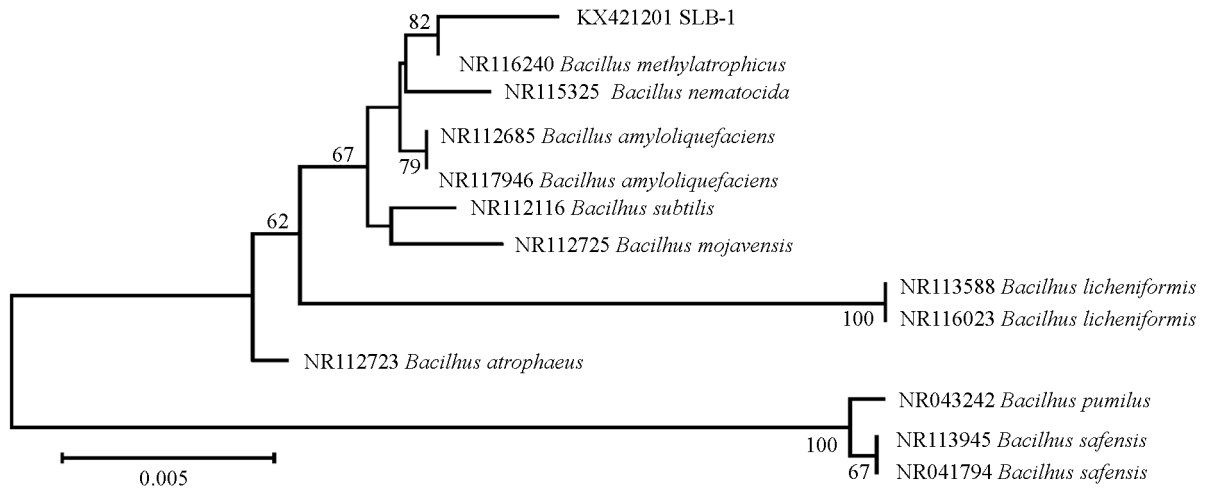 82
KX421201 SLB-1
NR116240 Bacillus methylatrophicus
NR115325 Bacillus nematocida
NR112685 Bacillus amyloliquefaciens
79
67
NR117946 Bacilhus amyloliquefaciens
NR112116 Bacilhus subtilis
62
NR112725 Bacilhus mojavensis
NR113588 Bacilhus licheniformis
100
NR116023 Bacilhus licheniformis
NR112723 Bacilhus atrophaeus
NR043242 Bacilhus pumilus
100
NR113945 Bacilhus safensis
67
NR041794 Bacilhus safensis
0.005